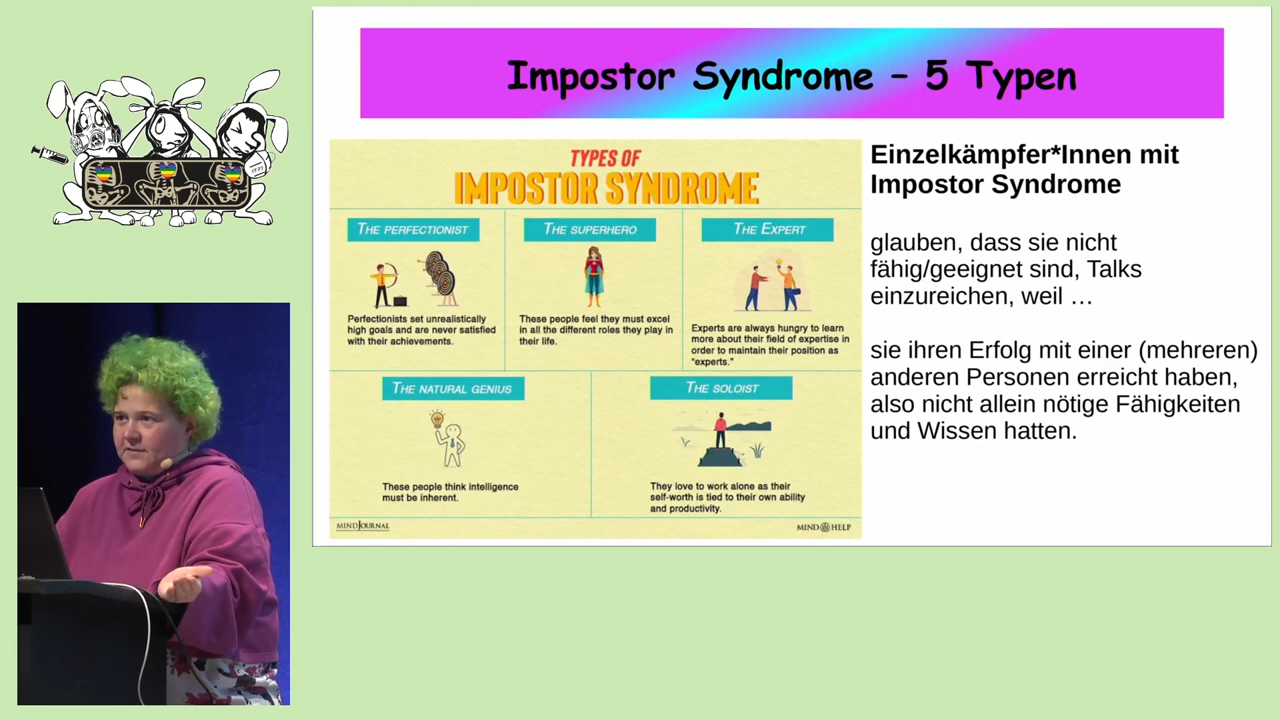 Impostor Syndrome – 5 Typen
TYPES OF
IMPOSTOR SYNDROME
THE PERFECTIONIST
Perfectionists set unrealistically
high goals and are never satisfied
with their achievements.
THE SUPERHERO
These people feel they must excel
in all the different roles they play in
their life.
THE EXPERT
Experts are always hungry to learn
more about their field of expertise in
order to maintain their position as
“experts.”
THE NATURAL GENIUS
These people think intelligence
must be inherent.
THE SOLOIST
They love to work alone as their
self-worth is tied to their own ability
and productivity.
MINDJOURNAL
MIND HELP
Einzelkämpfer*Innen mit
Impostor Syndrome
glauben, dass sie nicht
fähig/geeignet sind, Talks
einzureichen, weil …
sie ihren Erfolg mit einer (mehreren)
anderen Personen erreicht haben,
also nicht allein nötige Fähigkeiten
und Wissen hatten.